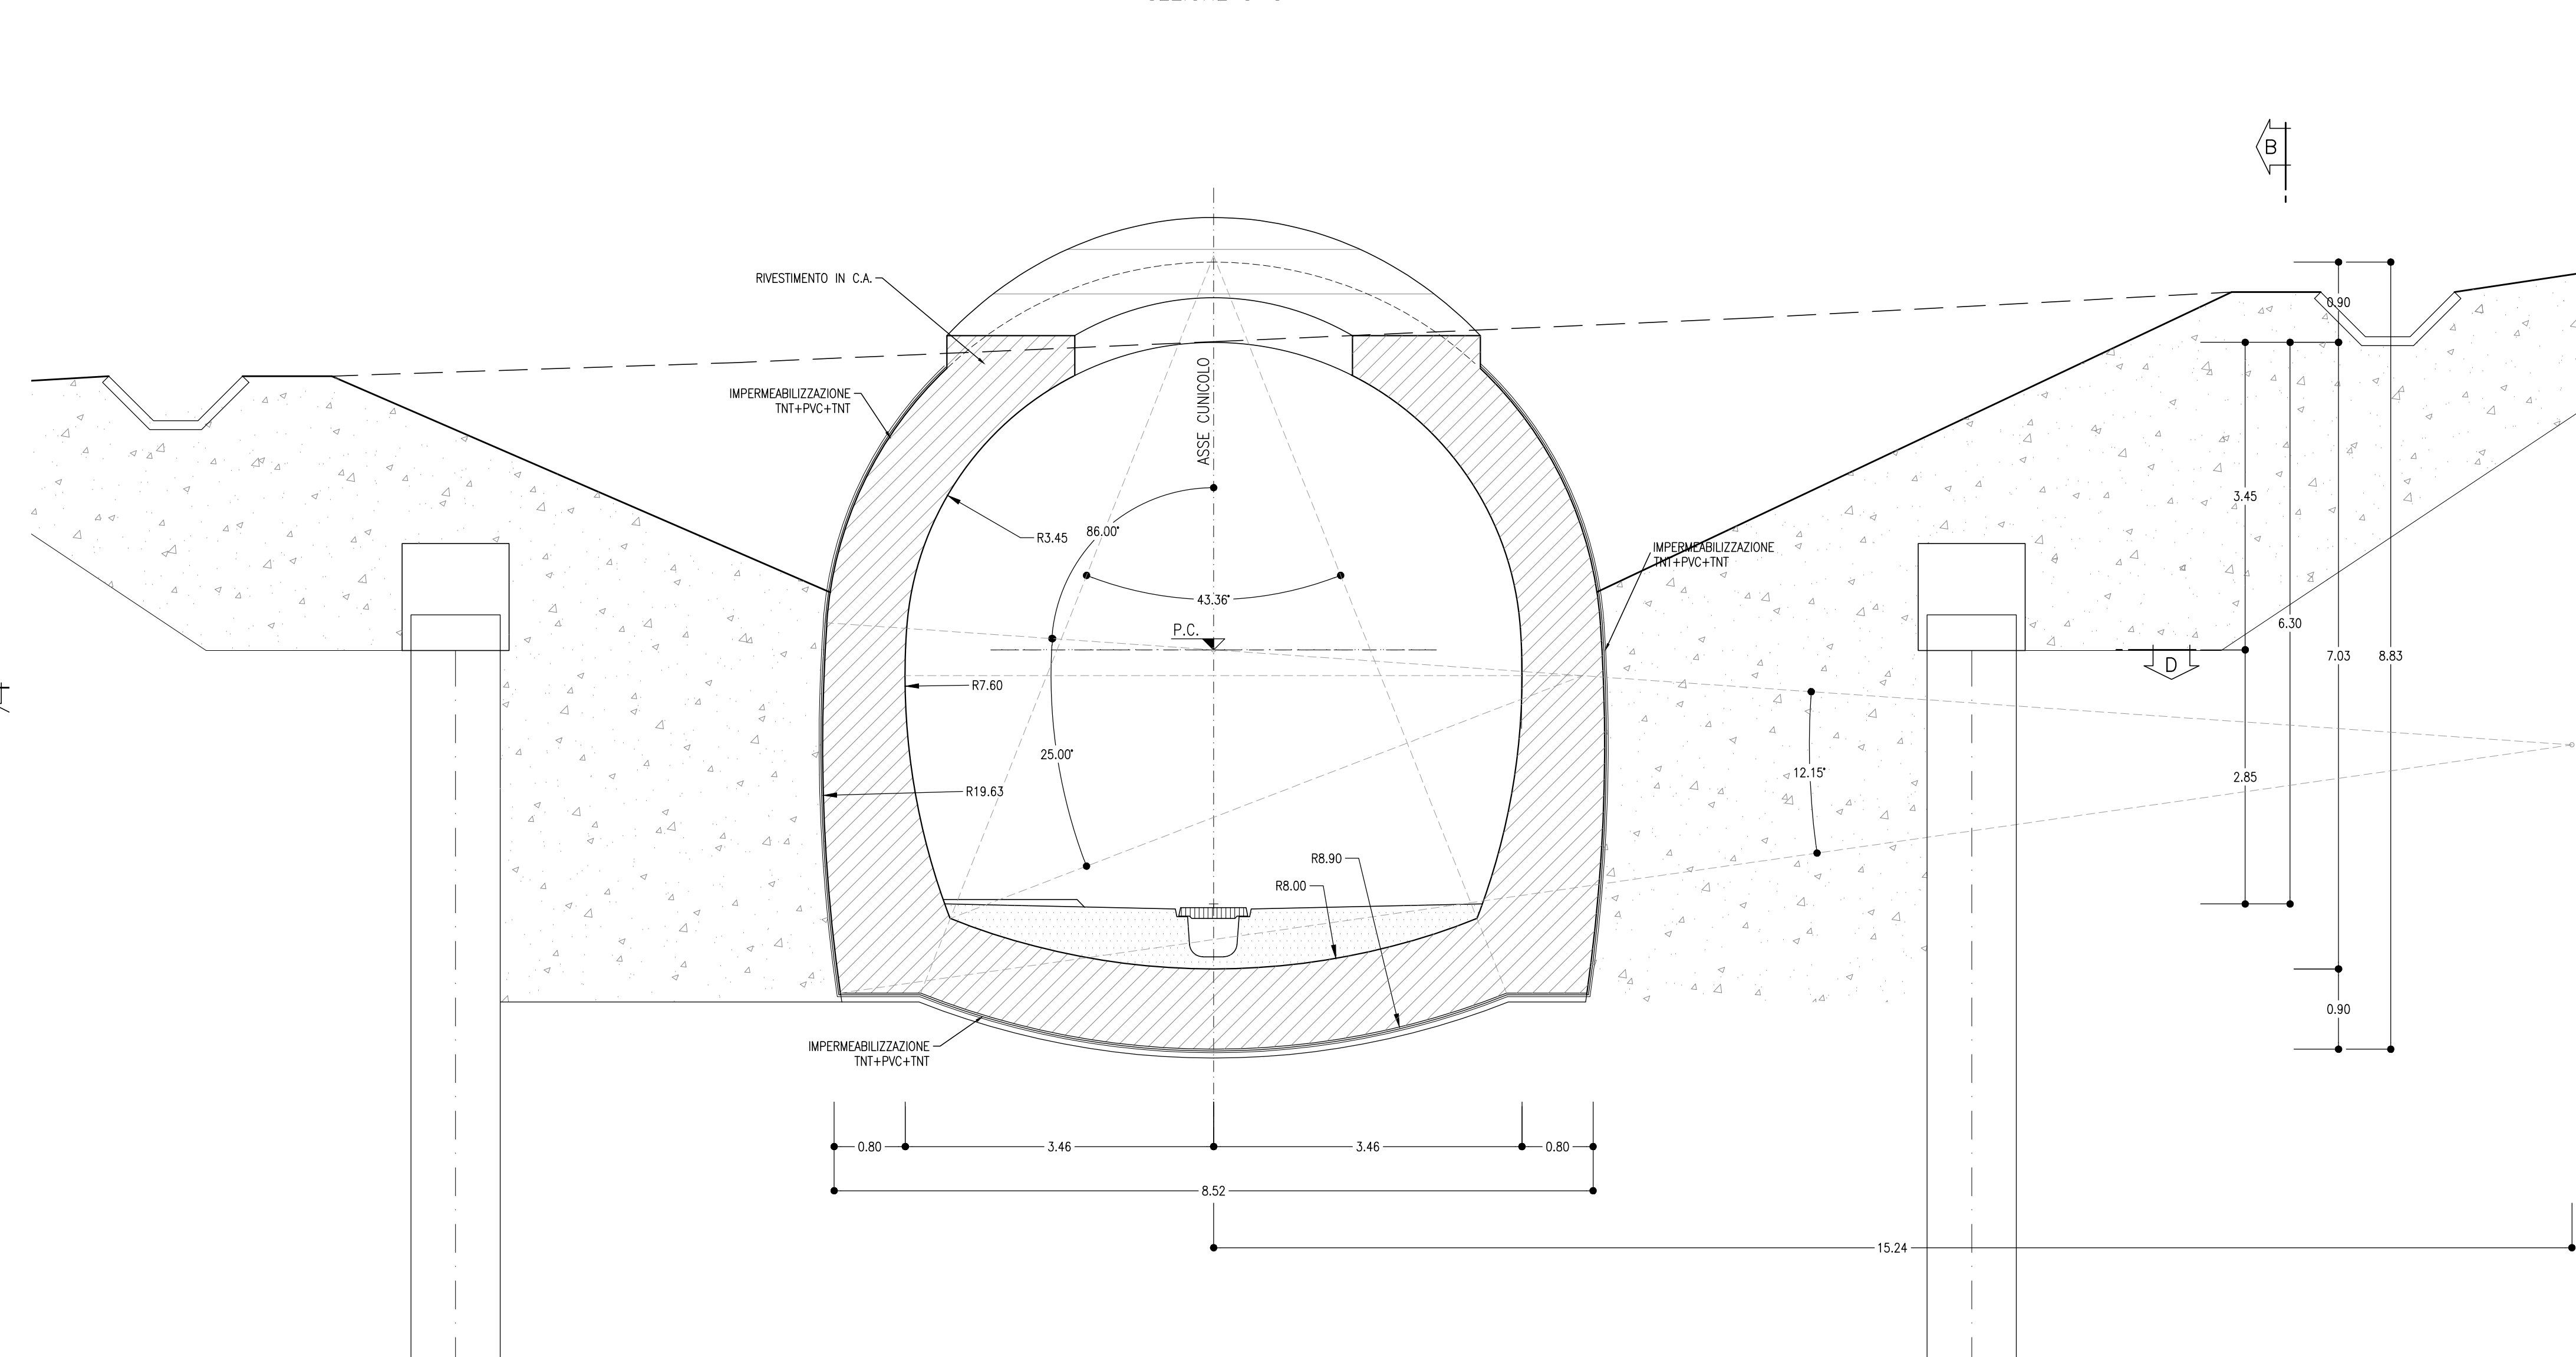 B
RIVESTIMENTO IN C.A.
0.90
ASSE CUNICOLO
IMPERMEABILIZZAZIONE
TNT+PVC+TNT
3.45
86.00°
R3.45
IMPERMEABILIZZAZIONE
TNT+PVC+TNT
43.36°
6.30
P.C.
7.03
8.83
D
R7.60
25.00°
12.15°
2.85
R19.63
R8.90
R8.00
0.90
IMPERMEABILIZZAZIONE
TNT+PVC+TNT
0.80
3.46
3.46
0.80
8.52
15.24